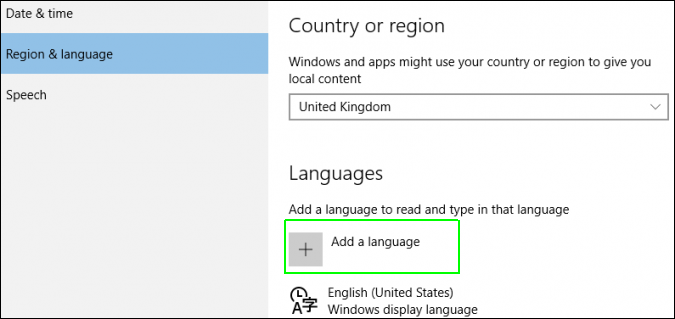 Date & time
Region & language
Speech
Country or region
Windows and apps might use your country or region to give you
local content
United Kingdom
Languages
Add a language to read and type in that language
Add a language
English (United States)
Windows display language